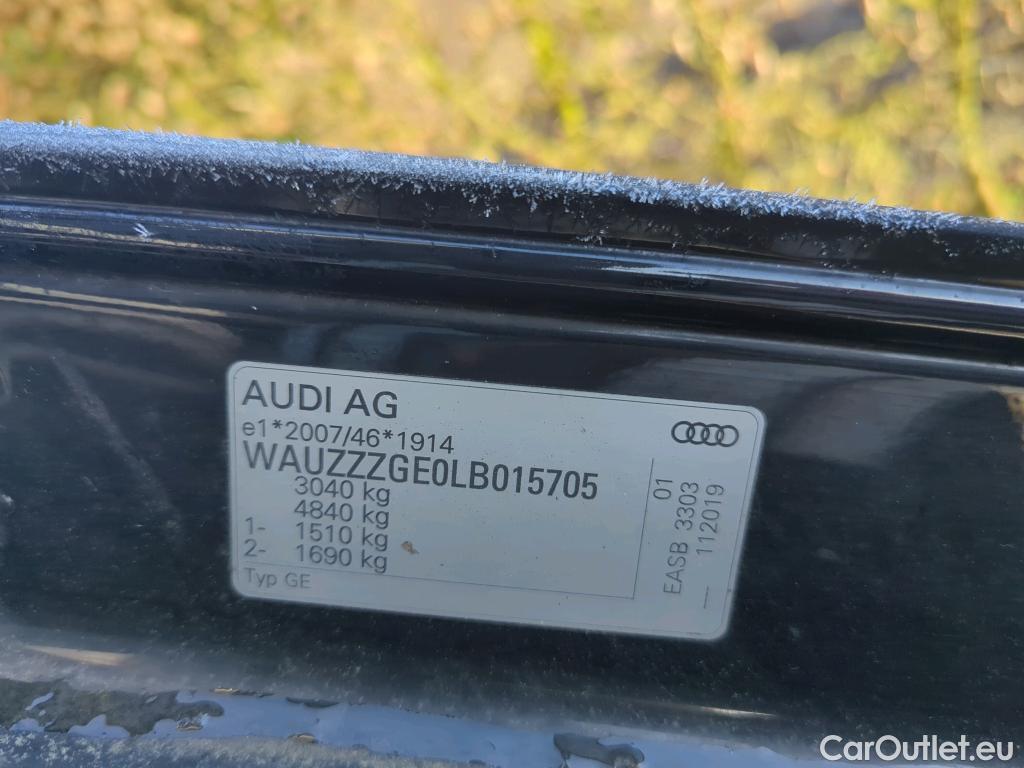 AUDI AG
e1*2007/46*1914
WAUZZZGE0LB015705
3040 kg
4840 kg
1- 1510 kg
2- 1690 kg
Typ GE
01
EASB 3303
— 112019
CarOutlet.eu